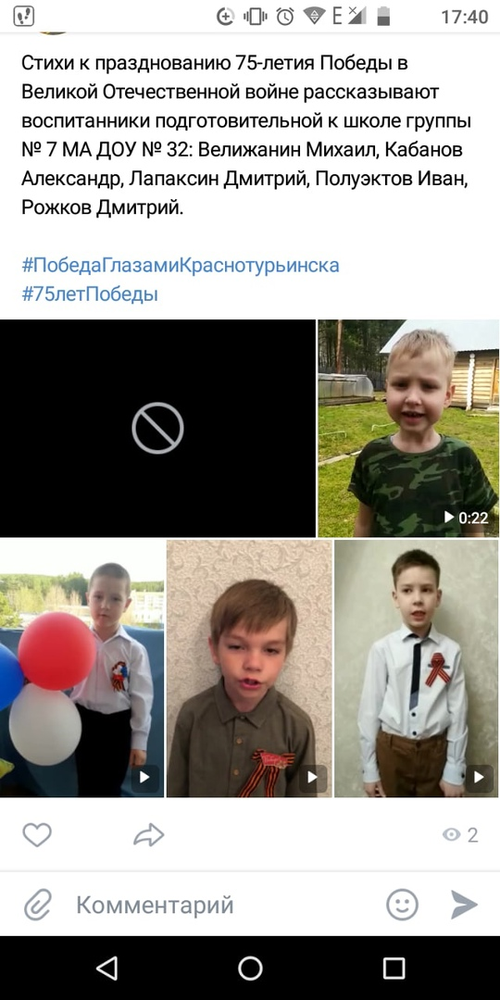 E 17:40
Стихи к празднованию 75-летия Победы в
Великой Отечественной войне рассказывают
воспитанники подготовительной к школе группы
№ 7 МА ДОУ № 32: Велижанин Михаил, Кабанов
Александр, Лапаксин Дмитрий, Полуэктов Иван,
Рожков Дмитрий.
#ПобедаГлазамиКраснотурьинска
#75летПобеды
0:22
2
Комментарий